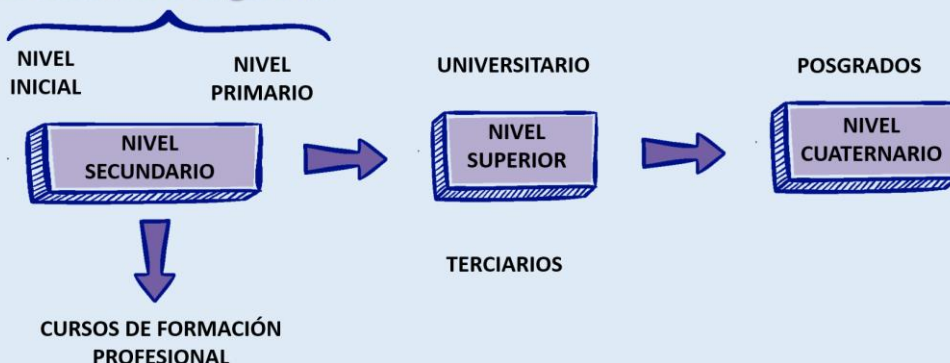 NIVEL
INICIAL
NIVEL
PRIMARIO
NIVEL
SECUNDARIO
CURSOS DE FORMACIÓN
PROFESIONAL
UNIVERSITARIO
NIVEL
SUPERIOR
TERCIARIOS
POSGRADOS
NIVEL
CUATERNARIO